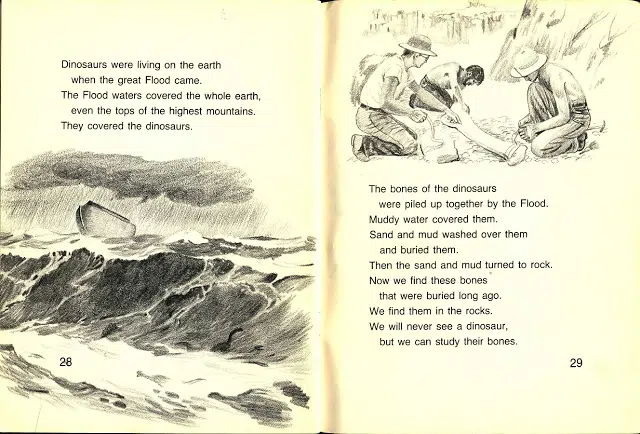 Dinosaurs were living on the earth
when the great Flood came.
The Flood waters covered the whole earth,
even the tops of the highest mountains.
They covered the dinosaurs.
28
The bones of the dinosaurs
were piled up together by the Flood.
Muddy water covered them.
Sand and mud washed over them
and buried them.
Then the sand and mud turned to rock.
Now we find these bones
that were buried long ago.
We find them in the rocks.
We will never see a dinosaur,
but we can study their bones.
29